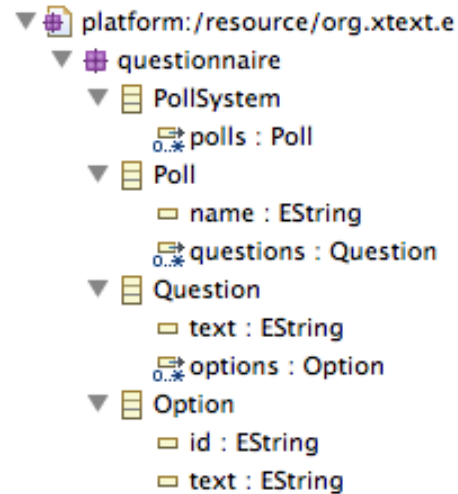 platform:/resource/org.xtext.e
questionnaire
PollSystem
0..* polls : Poll
Poll
name : EString
0..* questions : Question
Question
text : EString
0..* options : Option
Option
id : EString
text : EString